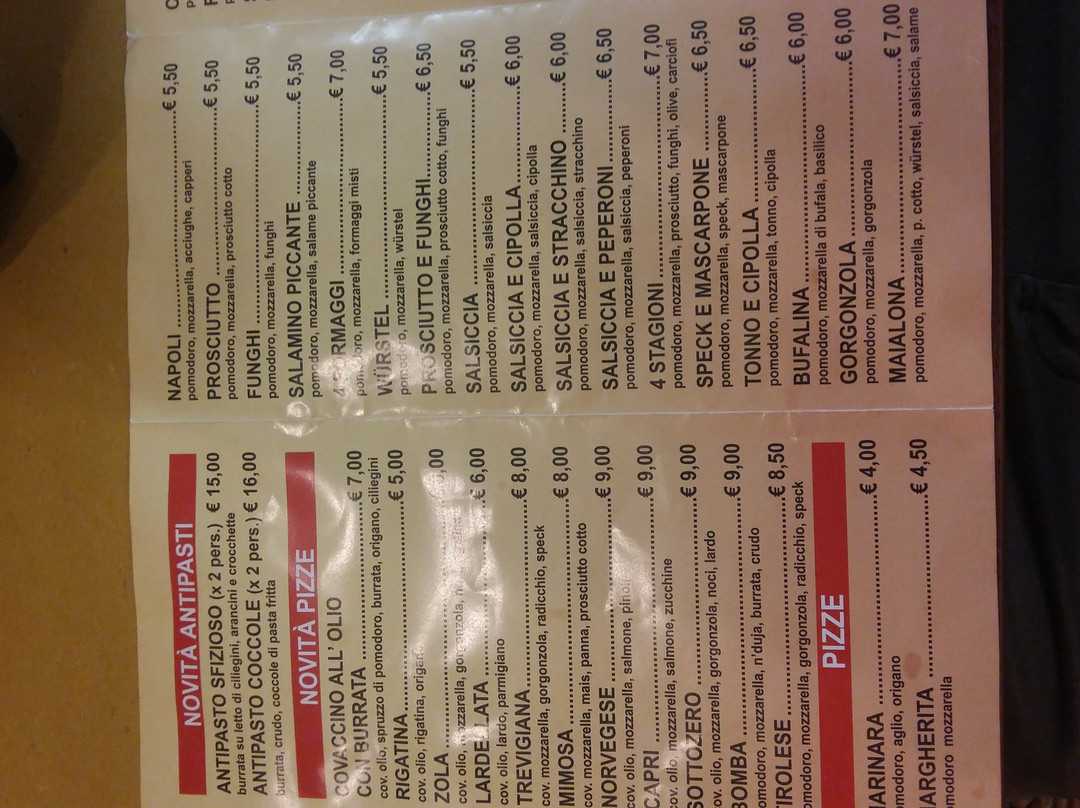 NOVITÀ ANTIPASTI
ANTIPASTO SFIZIOSO (x 2 pers.) € 15,00
burrata su letto di ciliegini, arancini e crocchette
ANTIPASTO COCCOLE (x 2 pers.) € 16,00
burrata, crudo, coccole di pasta fritta
NOVITÀ PIZZE
COVACCINO ALL' OLIO
CON BURRATA ........€ 7,00
cov. olio, spruzzo di pomodoro, burrata, origano, ciliegini
RIGATINA ........€ 5,00
cov. olio, rigatina,
ZOLA ........
cov. olio, mozzarella, gorgonzola,
LARDELLATA ........€ 6,00
cov. olio, lardo, parmigiano
TREVIGIANA ........€ 8,00
cov. mozzarella, gorgonzola, radicchio, speck
MIMOSA ........€ 8,00
cov. mozzarella, mais, panna, prosciutto cotto
NORVEGESE ........€ 9,00
cov. olio, mozzarella, salmone,
CAPRI ........€ 9,00
cov. olio, mozzarella, salmone, zucchine
SOTTOZERO ........€ 9,00
cov. olio, mozzarella, gorgonzola, noci, lardo
BOMBA ........€ 9,00
pomodoro, mozzarella, n'duja, burrata, crudo
TIROLESE ........€ 8,50
pomodoro, mozzarella, gorgonzola, radicchio, speck
PIZZE
MARINARA ........€ 4,00
pomodoro, aglio, origano
MARGHERITA ........€ 4,50
pomodoro mozzarella
NAPOLI ........€ 5,50
pomodoro, mozzarella, acciughe, capperi
PROSCIUTTO ........€ 5,50
pomodoro, mozzarella, prosciutto cotto
FUNGHI ........€ 5,50
pomodoro, mozzarella, funghi
SALAMINO PICCANTE ........€ 5,50
pomodoro, mozzarella, salame piccante
4 FORMAGGI ........€ 7,00
pomodoro, mozzarella, formaggi misti
WÜRSTEL ........€ 5,50
pomodoro, mozzarella, würstel
PROSCIUTTO E FUNGHI ........€ 6,50
pomodoro, mozzarella, prosciutto cotto, funghi
SALSICCIA ........€ 5,50
pomodoro, mozzarella, salsiccia
SALSICCIA E CIPOLLA ........€ 6,00
pomodoro, mozzarella, salsiccia, cipolla
SALSICCIA E STRACCHINO ........€ 6,00
pomodoro, mozzarella, salsiccia, stracchino
SALSICCIA E PEPERONI ........€ 6,50
pomodoro, mozzarella, salsiccia, peperoni
4 STAGIONI ........€ 7,00
pomodoro, mozzarella, prosciutto, funghi, olive, carciofi
SPECK E MASCARPONE ........€ 6,50
pomodoro, mozzarella, speck, mascarpone
TONNO E CIPOLLA ........€ 6,50
pomodoro, mozzarella, tonno, cipolla
BUFALINA ........€ 6,00
pomodoro, mozzarella di bufala, basilico
GORGONZOLA ........€ 6,00
pomodoro, mozzarella, gorgonzola
MAIALONA ........€ 7,00
pomodoro, mozzarella, p. cotto, würstel, salsiccia, salame